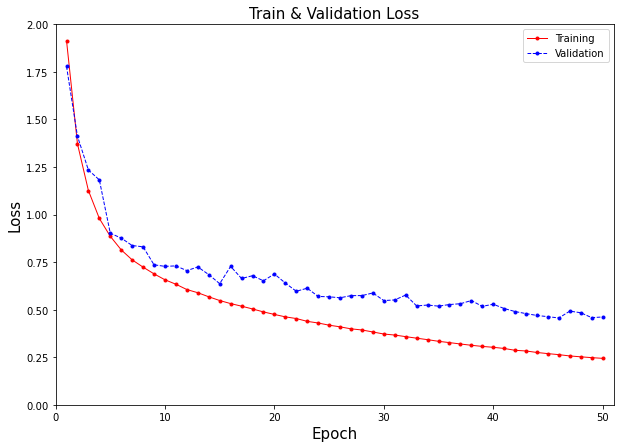 Train & Validation Loss
Training
Validation
Loss
2.00
1.75
1.50
1.25
1.00
0.75
0.50
0.25
0.00
0 10 20 30 40 50
Epoch